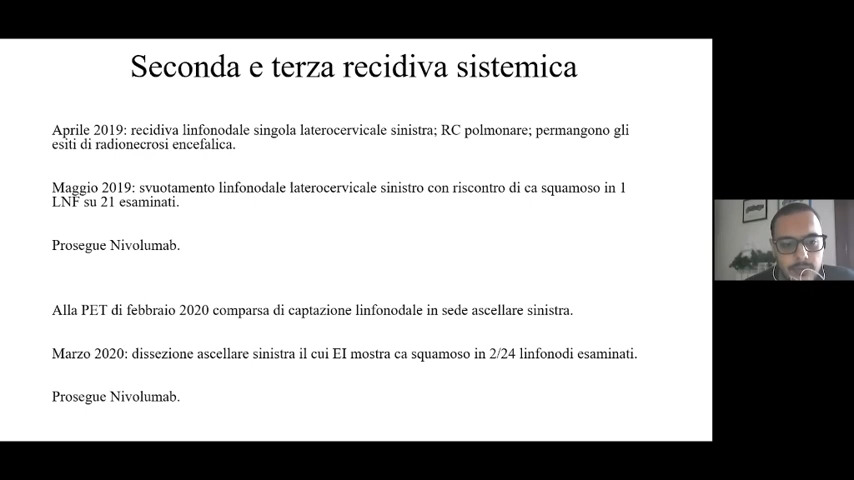 Seconda e terza recidiva sistemica
Aprile 2019: recidiva linfonodale singola laterocervicale sinistra; RC polmonare; permangono gli
esiti di radionecrosi encefalica.
Maggio 2019: svuotamento linfonodale laterocervicale sinistro con riscontro di ca squamoso in 1
LNF su 21 esaminati.
Prosegue Nivolumab.
Alla PET di febbraio 2020 comparsa di captazione linfonodale in sede ascellare sinistra.
Marzo 2020: dissezione ascellare sinistra il cui EI mostra ca squamoso in 2/24 linfonodi esaminati.
Prosegue Nivolumab.